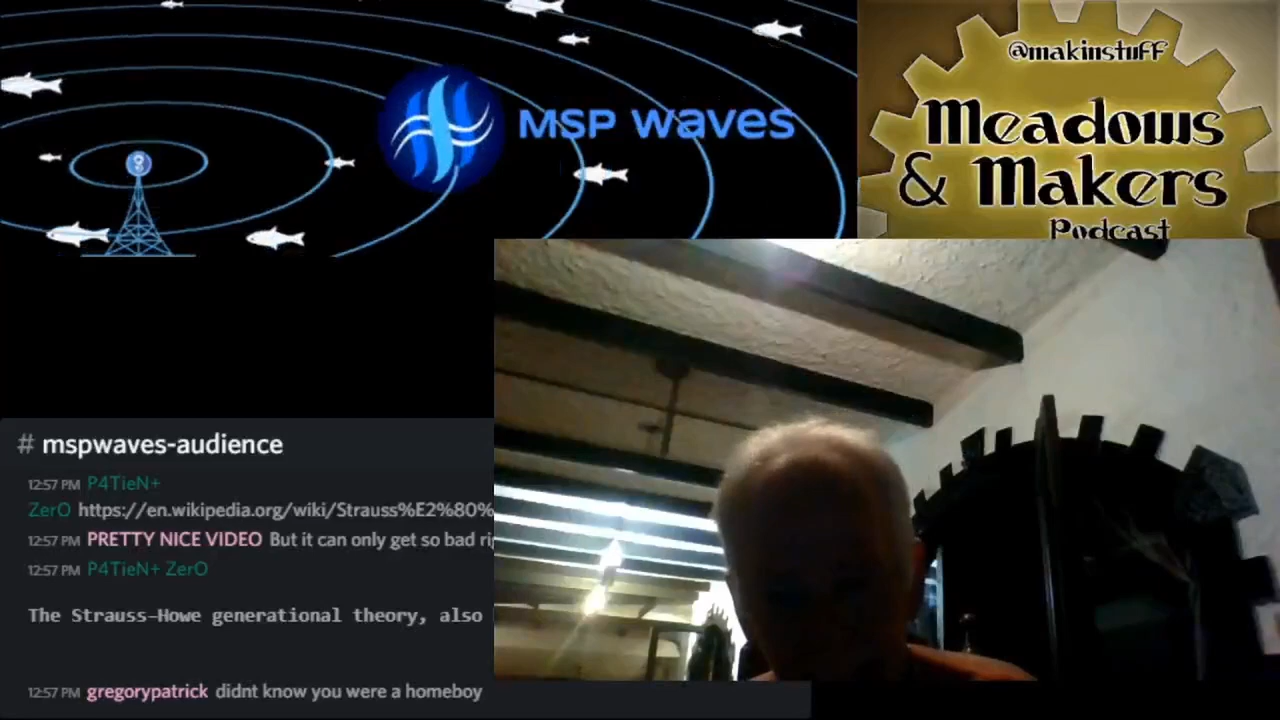 MSP WAVES
@makinstuff
Meadows
& Makers
Podcast
# mspwaves-audience
12:57 PM P4TieN+
ZerO https://en.wikipedia.org/wiki/Strauss%E2%80%
12:57 PM PRETTY NICE VIDEO But it can only get so bad ri
12:57 PM P4TieN+ ZerO
The Strauss–Howe generational theory, also
12:57 PM gregorypatrick didnt know you were a homeboy